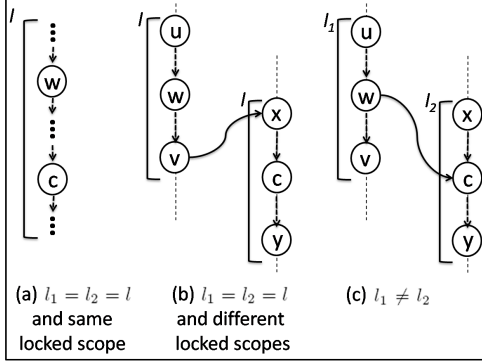 l
w
c
l
u
w
v
l
x
c
y
l₁
u
w
v
l₂
x
c
y
(a) l₁ = l₂ = l
and same
locked scope
(b) l₁ = l₂ = l
and different
locked scopes
(c) l₁ ≠ l₂